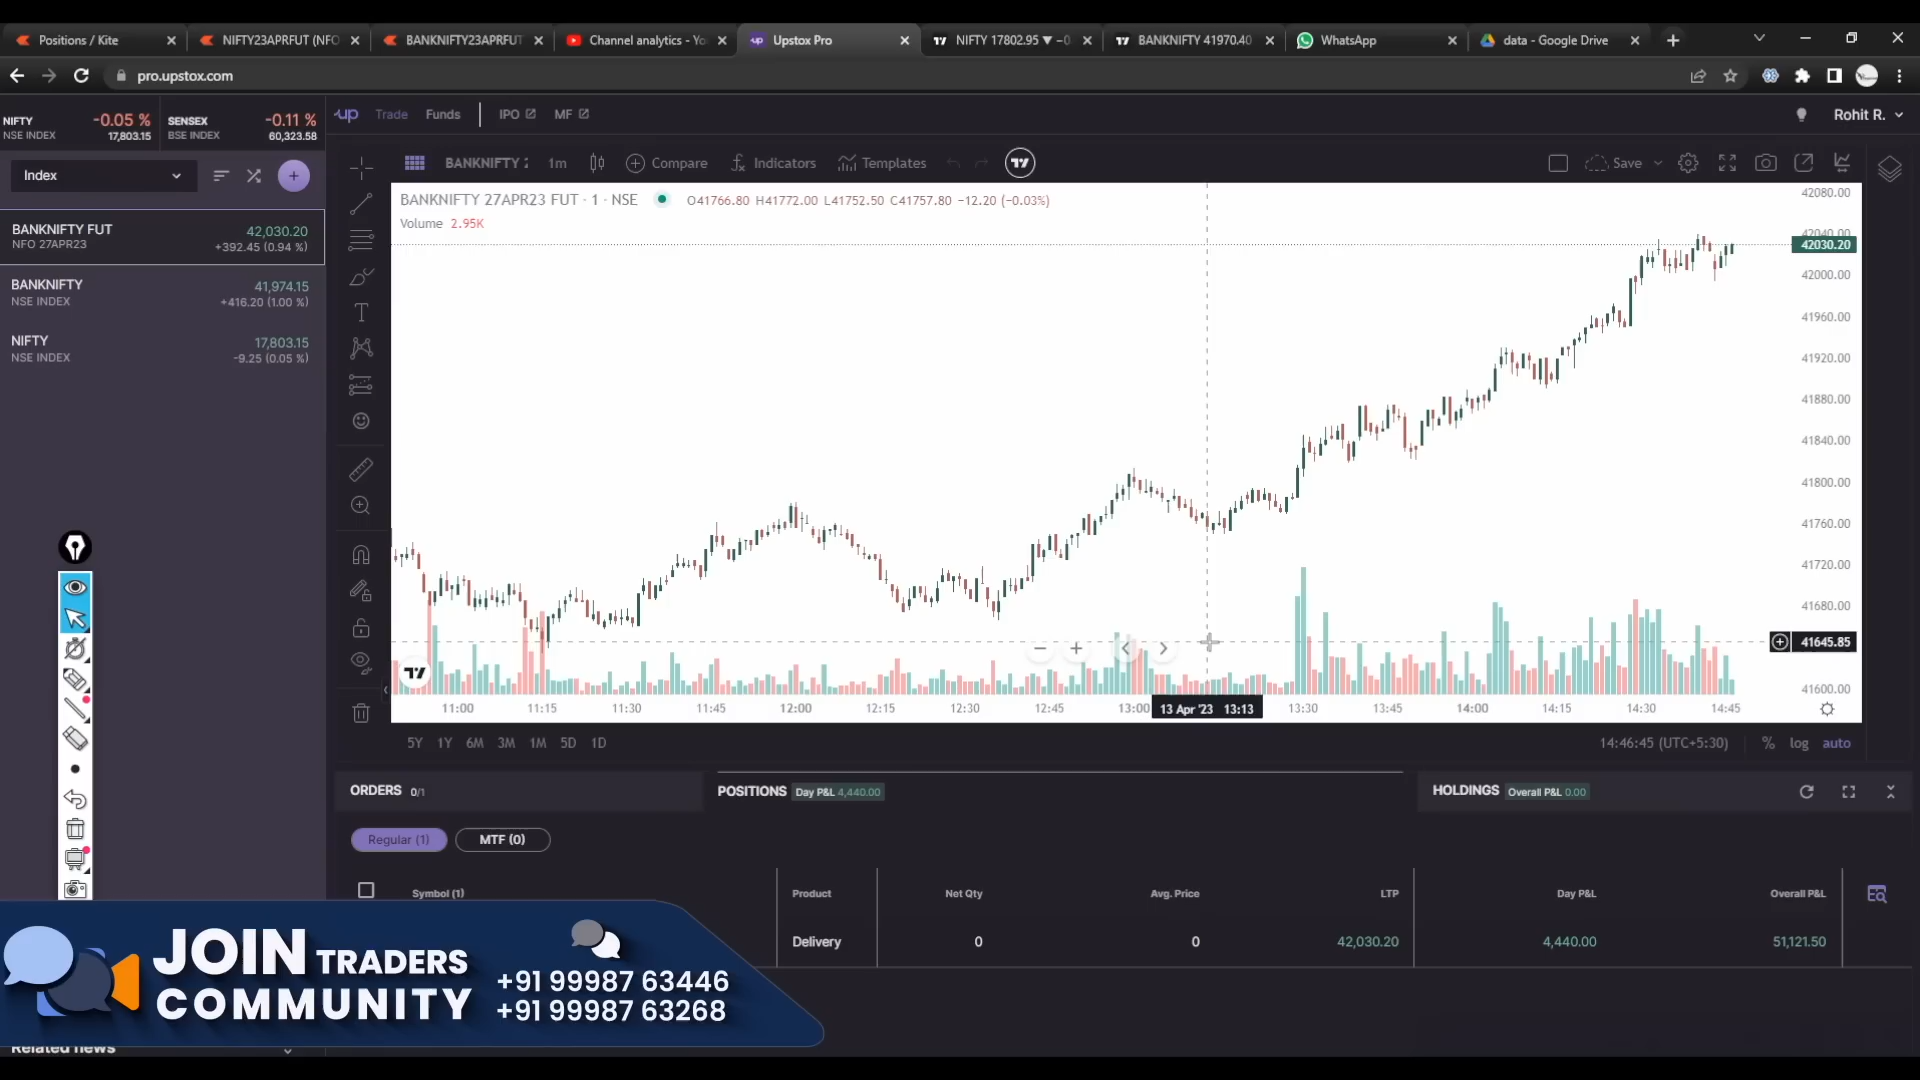 Positions / Kite
NIFTY23APRFUT (NFO
BANKNIFTY23APRFUT
Channel analytics - Yo
Upstox Pro
NIFTY 17802.95 ▼ −0
BANKNIFTY 41970.40
WhatsApp
data - Google Drive
pro.upstox.com
NIFTY -0.05 %
NSE INDEX 17,803.15
SENSEX -0.11 %
BSE INDEX 60,323.58
up Trade Funds IPO MF
Rohit R.
Index
BANKNIFTY 2 1m Compare Indicators Templates
Save
BANKNIFTY FUT 42,030.20
NFO 27APR23 +392.45 (0.94 %)
BANKNIFTY 41,974.15
NSE INDEX +416.20 (1.00 %)
NIFTY 17,803.15
NSE INDEX -9.25 (0.05 %)
BANKNIFTY 27APR23 FUT · 1 · NSE O41766.80 H41772.00 L41752.50 C41757.80 −12.20 (−0.03%)
Volume 2.95K
42080.00
42040.00
42030.20
42000.00
41960.00
41920.00
41880.00
41840.00
41800.00
41760.00
41720.00
41680.00
41645.85
41600.00
11:00 11:15 11:30 11:45 12:00 12:15 12:30 12:45 13:00 13 Apr '23 13:13 13:30 13:45 14:00 14:15 14:30 14:45
5Y 1Y 6M 3M 1M 5D 1D
14:46:45 (UTC+5:30) % log auto
ORDERS 0/1
POSITIONS Day P&L 4,440.00
HOLDINGS Overall P&L 0.00
Regular (1) MTF (0)
Symbol (1) Product Net Qty Avg. Price LTP Day P&L Overall P&L
Delivery 0 0 42,030.20 4,440.00 51,121.50
JOIN TRADERS
COMMUNITY
+91 99987 63446
+91 99987 63268
Related news